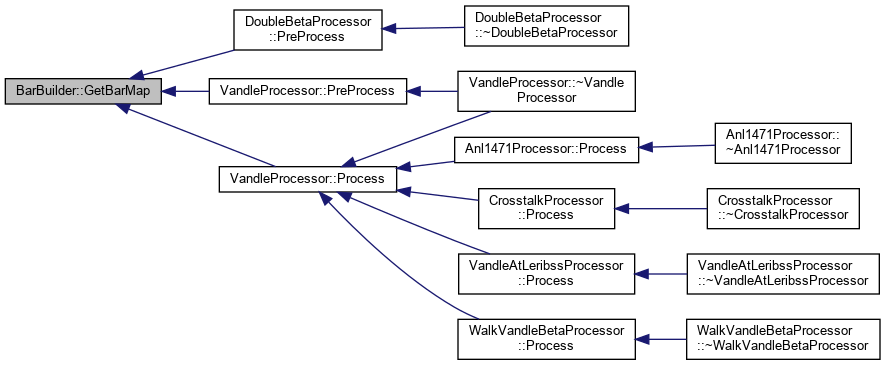 DoubleBetaProcessor
::PreProcess
DoubleBetaProcessor
::~DoubleBetaProcessor
BarBuilder::GetBarMap
VandleProcessor::PreProcess
VandleProcessor::~Vandle
Processor
VandleProcessor::Process
Anl1471Processor::Process
Anl1471Processor::
~Anl1471Processor
CrosstalkProcessor
::Process
CrosstalkProcessor
::~CrosstalkProcessor
VandleAtLeribssProcessor
::Process
VandleAtLeribssProcessor
::~VandleAtLeribssProcessor
WalkVandleBetaProcessor
::Process
WalkVandleBetaProcessor
::~WalkVandleBetaProcessor